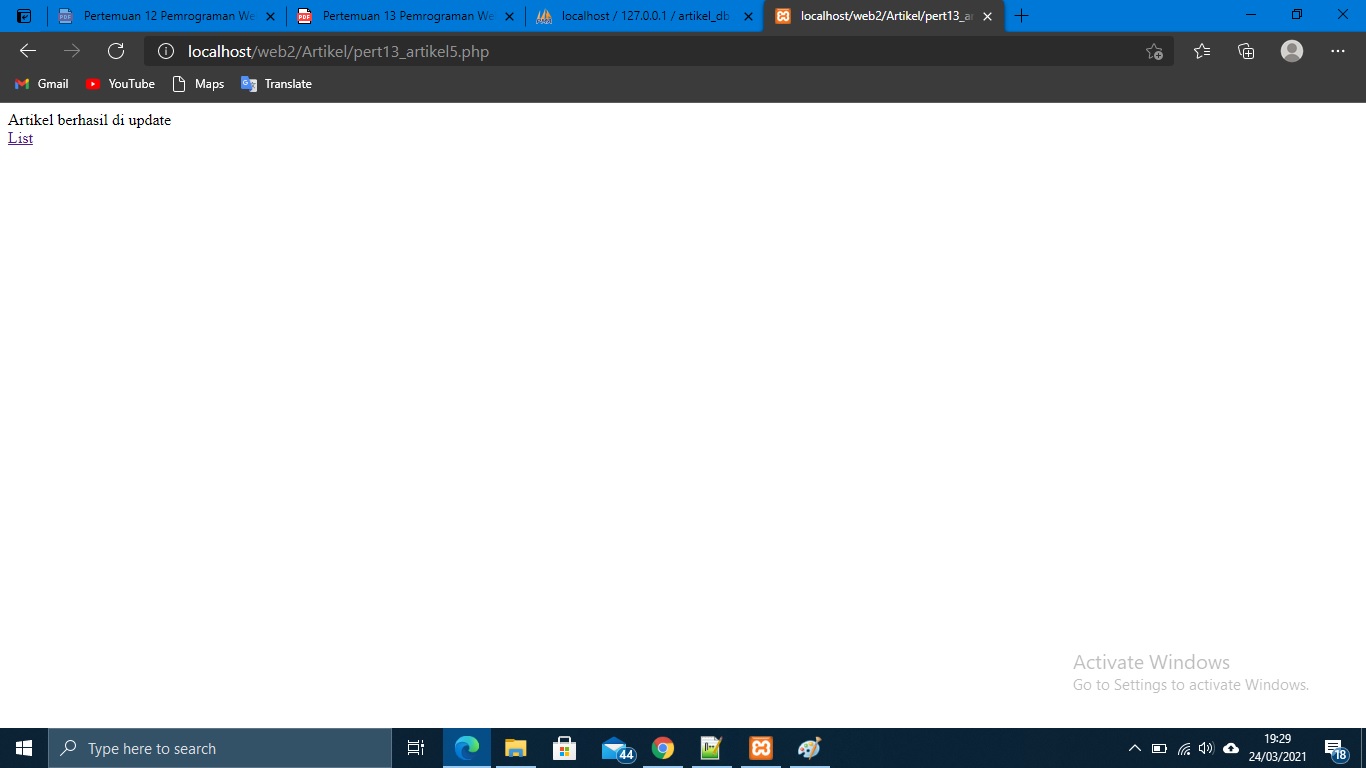 Pertemuan 12 Pemrograman We
Pertemuan 13 Pemrograman We
localhost / 127.0.0.1 / artikel_db
localhost/web2/Artikel/pert13_a
localhost/web2/Artikel/pert13_artikel5.php
Gmail
YouTube
Maps
Translate
Artikel berhasil di update
List
Activate Windows
Go to Settings to activate Windows.
Type here to search
44
19:29
24/03/2021
18